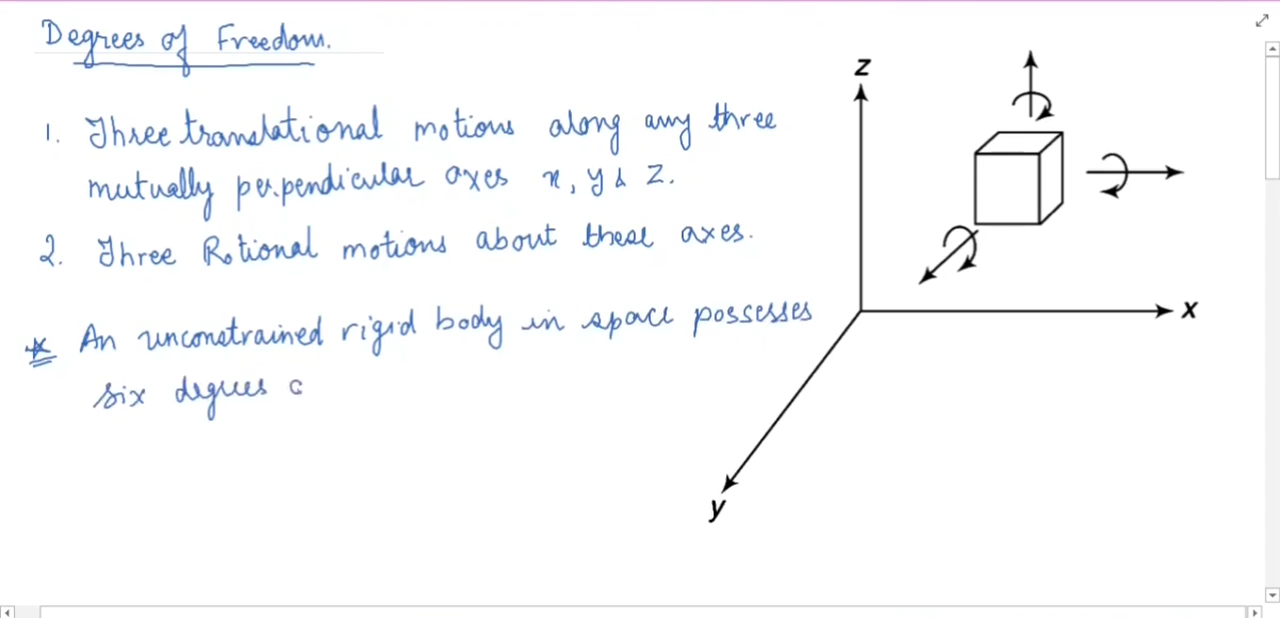 Degrees of Freedom.
1. Three translational motions along any three
mutually perpendicular axes x, y & z.
2. Three Rotional motions about these axes.
* An unconstrained rigid body in space possesses
six degrees o
z
x
y